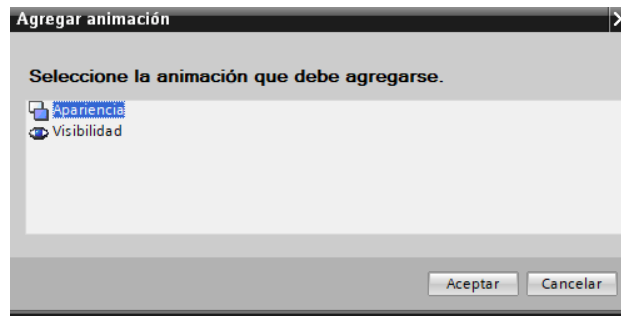 Agregar animación
Seleccione la animación que debe agregarse.
Apariencia
Visibilidad
Aceptar Cancelar